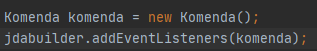 Komenda komenda = new Komenda();
jdabuilder.addEventListeners(komenda);